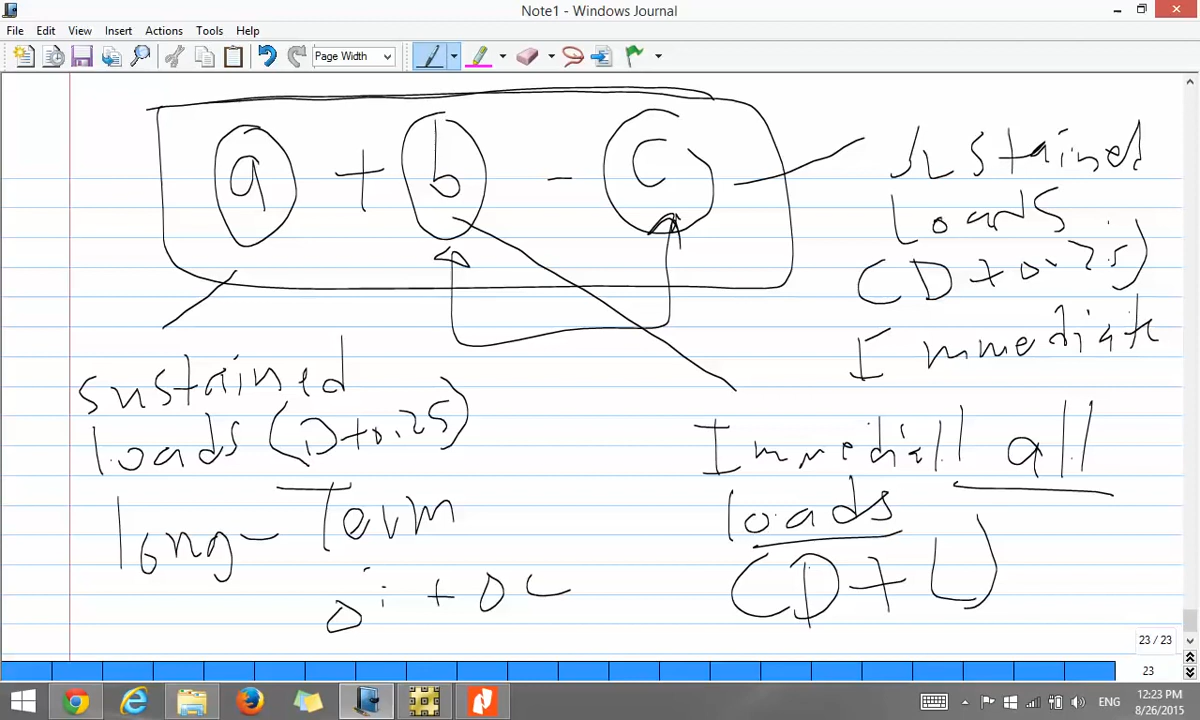 Note1 - Windows Journal
File Edit View Insert Actions Tools Help
Page Width
a + b - c
Sustained
Loads
(D + 0.25)
Immediate
sustained
loads (D+0.25)
long-Term
all
loads
(D+L)
23 / 23
23
ENG
12:23 PM
8/26/2015